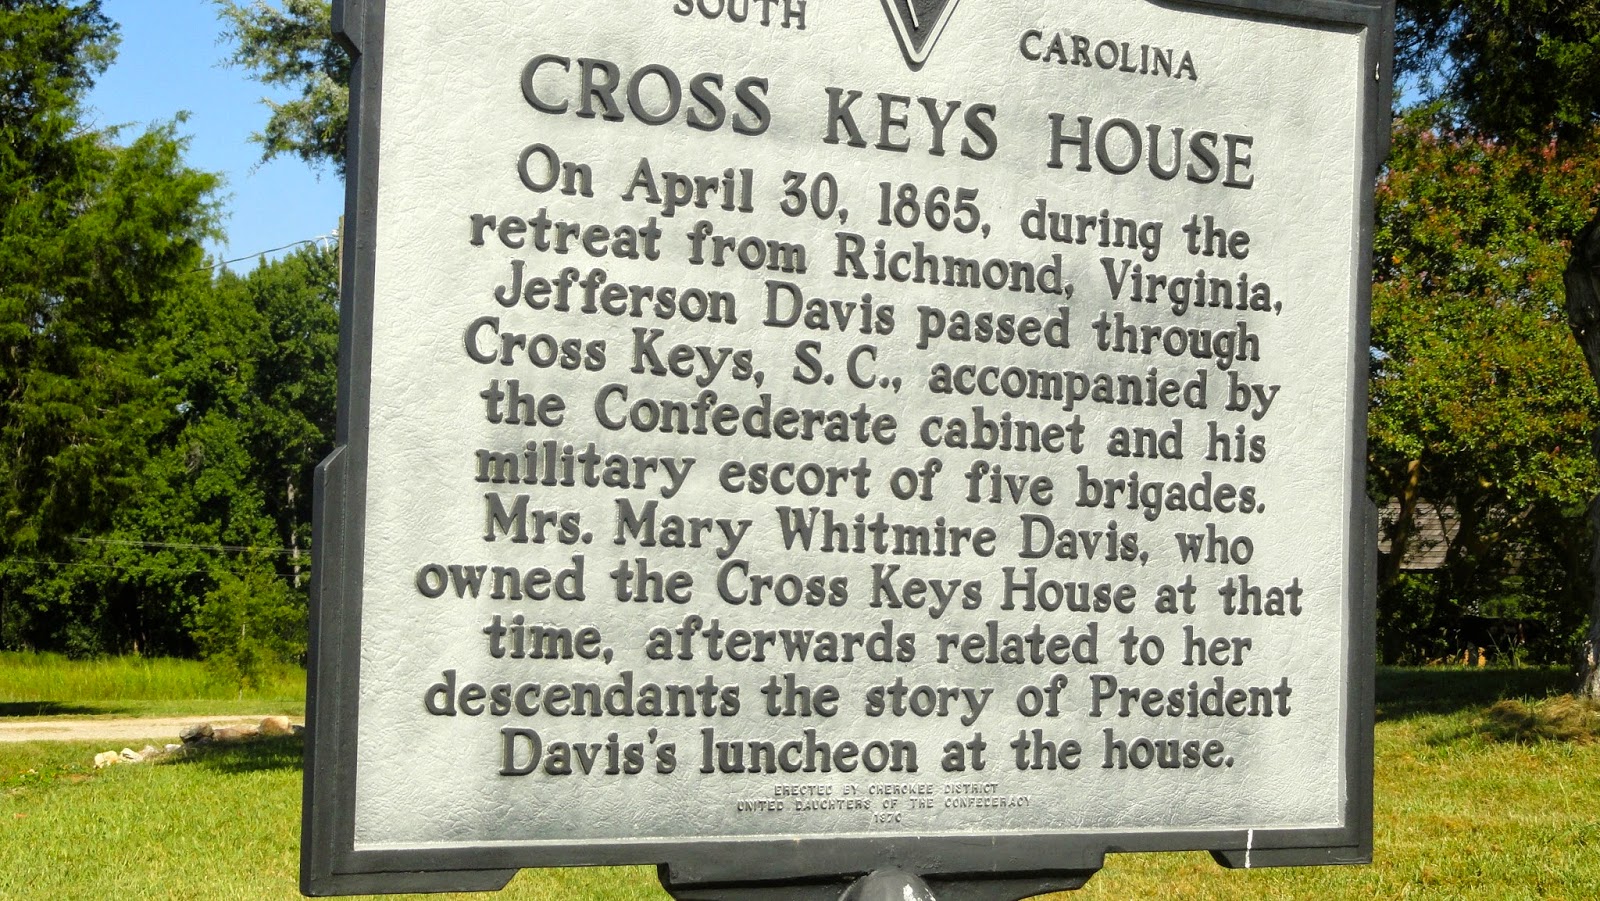 SOUTH CAROLINA
CROSS KEYS HOUSE
On April 30, 1865, during the
retreat from Richmond, Virginia,
Jefferson Davis passed through
Cross Keys, S.C., accompanied by
the Confederate cabinet and his
military escort of five brigades.
Mrs. Mary Whitmire Davis, who
owned the Cross Keys House at that
time, afterwards related to her
descendants the story of President
Davis's luncheon at the house.
ERECTED BY CHEROKEE DISTRICT
UNITED DAUGHTERS OF THE CONFEDERACY
1970